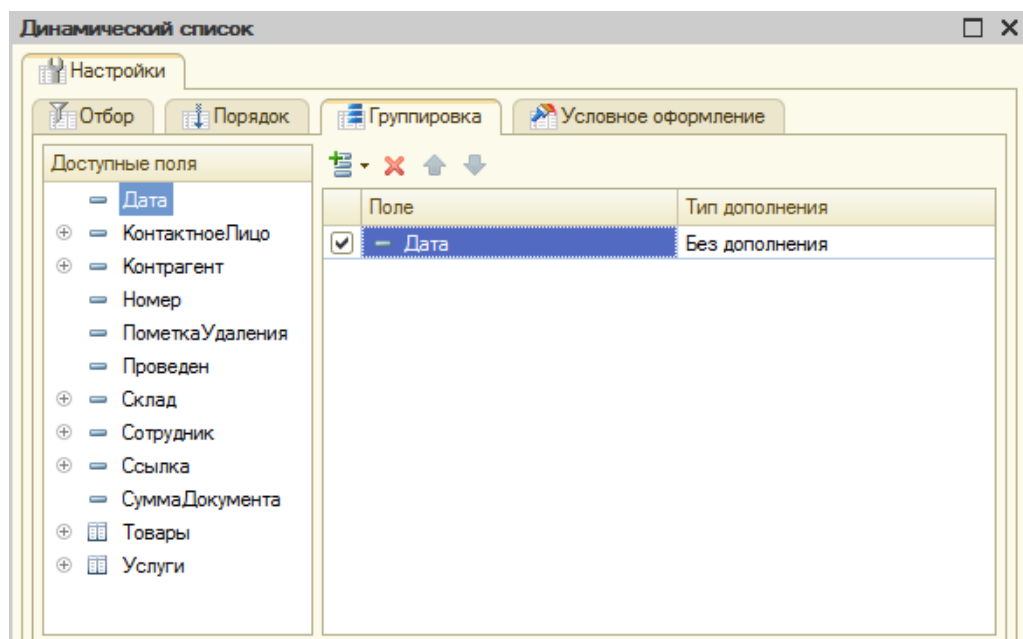 Динамический список
Настройки
Отбор Порядок Группировка Условное оформление
Доступные поля
Дата
КонтактноеЛицо
Контрагент
Номер
ПометкаУдаления
Проведен
Склад
Сотрудник
Ссылка
СуммаДокумента
Товары
Услуги
Поле Тип дополнения
Дата Без дополнения